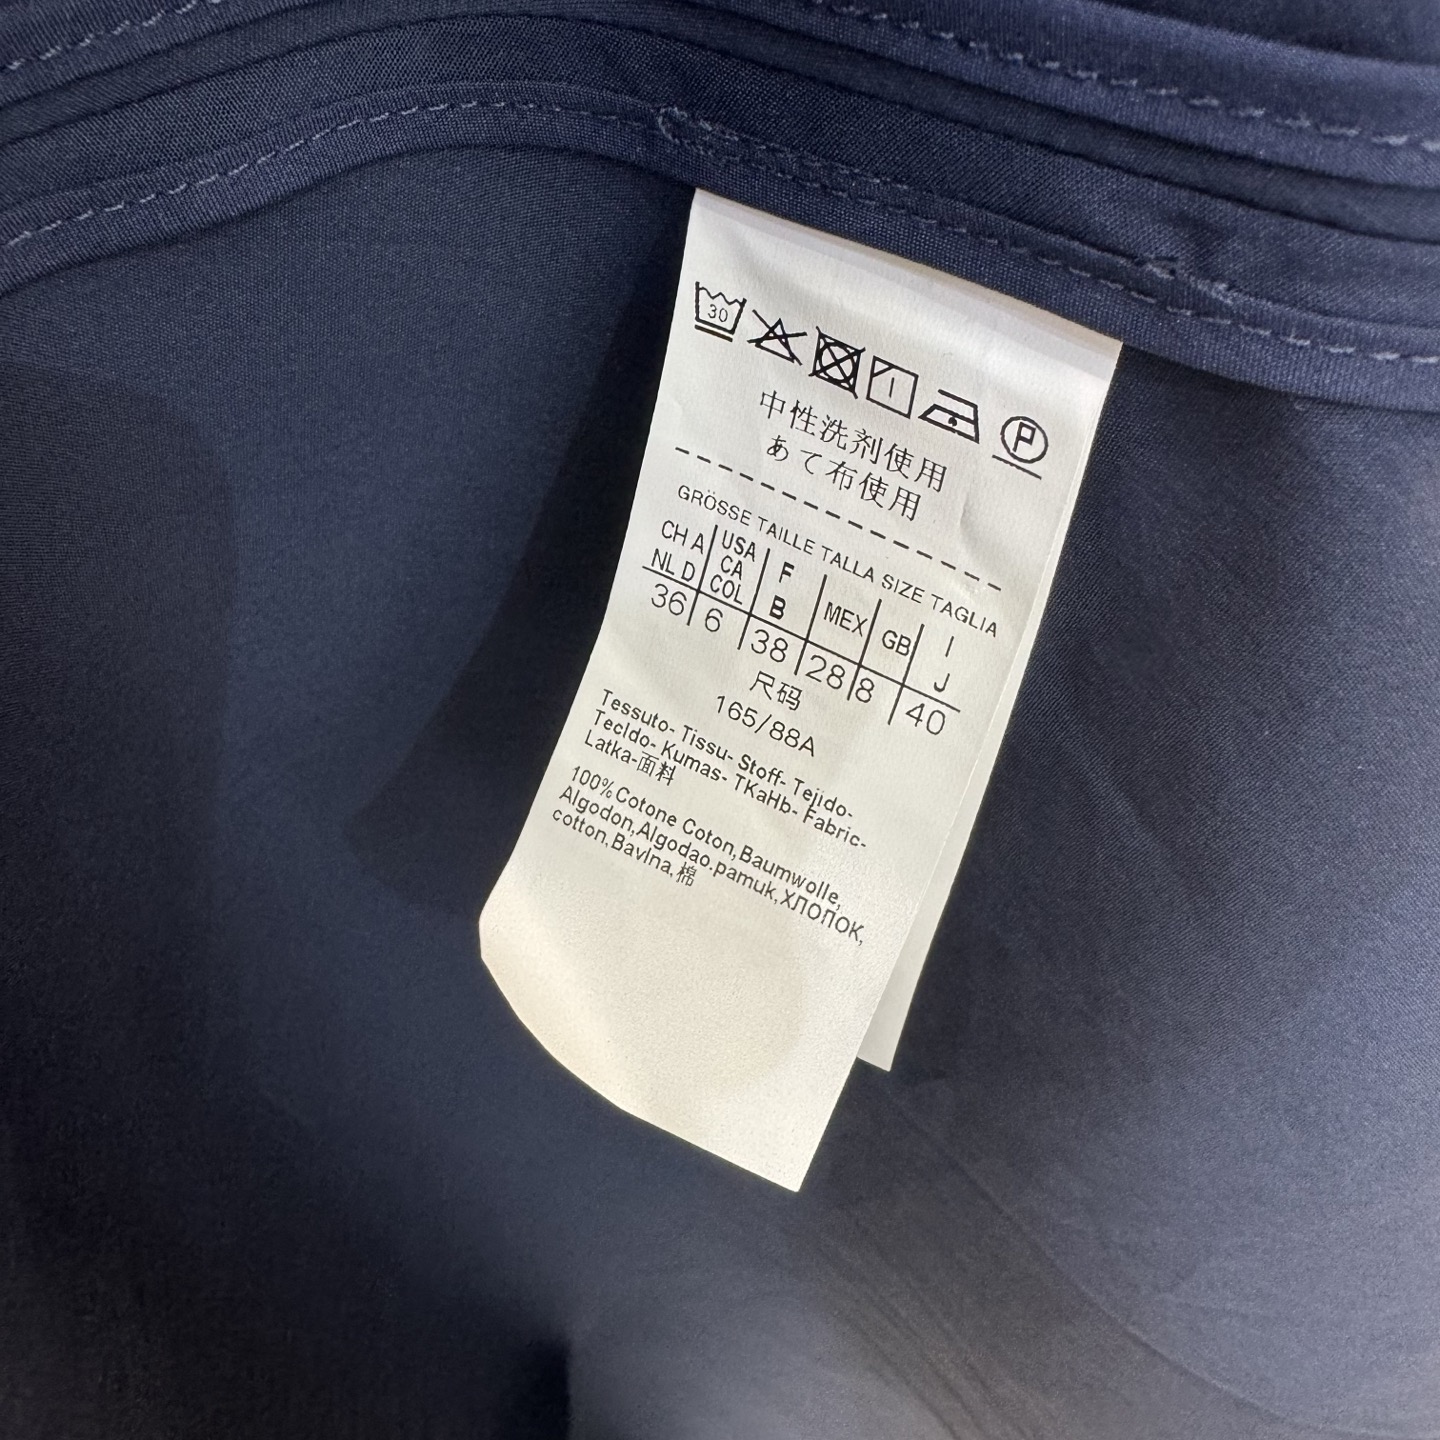 30
P
中性洗剤使用
あて布使用
GRÖSSE TAILLE TALLA SIZE TAGLIA
CH A USA F MEX GB I
NL D CA B J
COL
36 6 38 28 8 40
尺码
165/88A
Tessuto- Tissu- Stoff- Tejido-
Tecldo- Kumas- TKaHb- Fabric-
Latka-面料
100%Cotone Coton,Baumwolle,
Algodon,Algodao.pamuk,ХЛОПОК,
cotton,Bavlna,棉